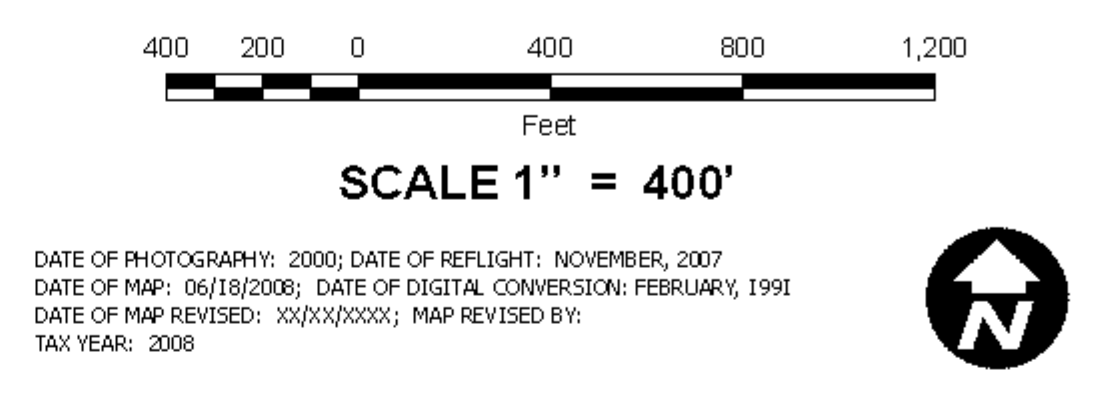 400 200 0 400 800 1,200
Feet
SCALE 1” = 400’
DATE OF PHOTOGRAPHY: 2000; DATE OF REFLIGHT: NOVEMBER, 2007
DATE OF MAP: 06/I8/2008; DATE OF DIGITAL CONVERSION: FEBRUARY, I99I
DATE OF MAP REVISED: XX/XX/XXXX; MAP REVISED BY:
TAX YEAR: 2008
N